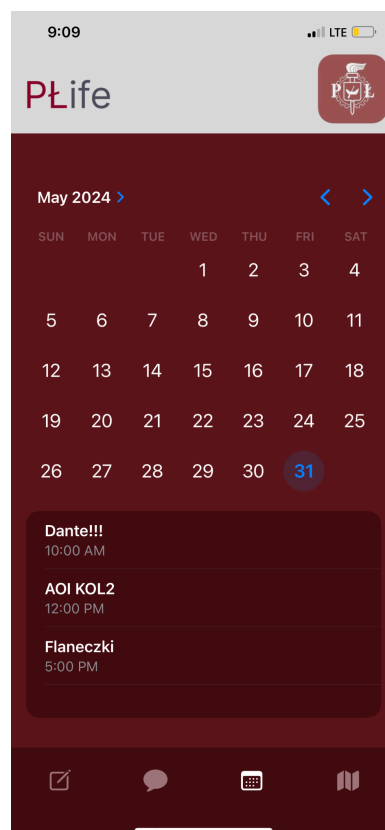 9:09 LTE
PŁife
P Ł
May 2024
SUN MON TUE WED THU FRI SAT
1 2 3 4
5 6 7 8 9 10 11
12 13 14 15 16 17 18
19 20 21 22 23 24 25
26 27 28 29 30 31
Dante!!!
10:00 AM
AOI KOL2
12:00 PM
Flaneczki
5:00 PM